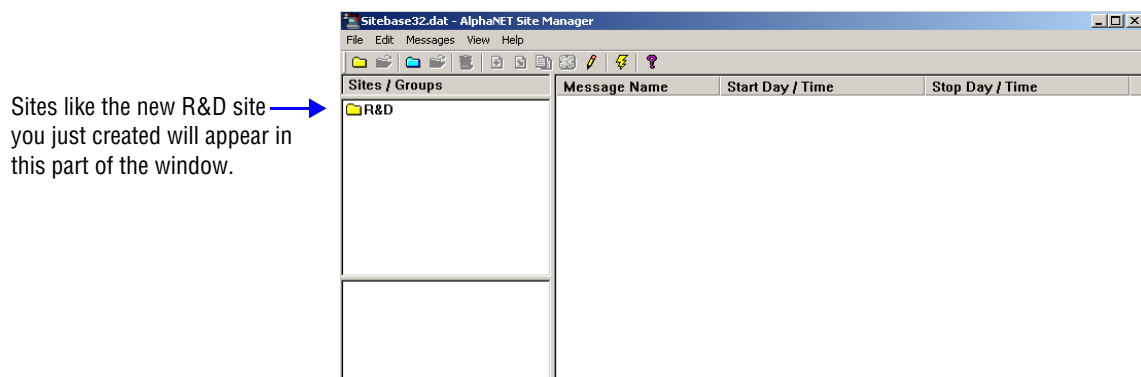 Sitebase32.dat - AlphaNET Site Manager
File Edit Messages View Help
Sites / Groups
Message Name Start Day / Time Stop Day / Time
R&D
Sites like the new R&D site
you just created will appear in
this part of the window.